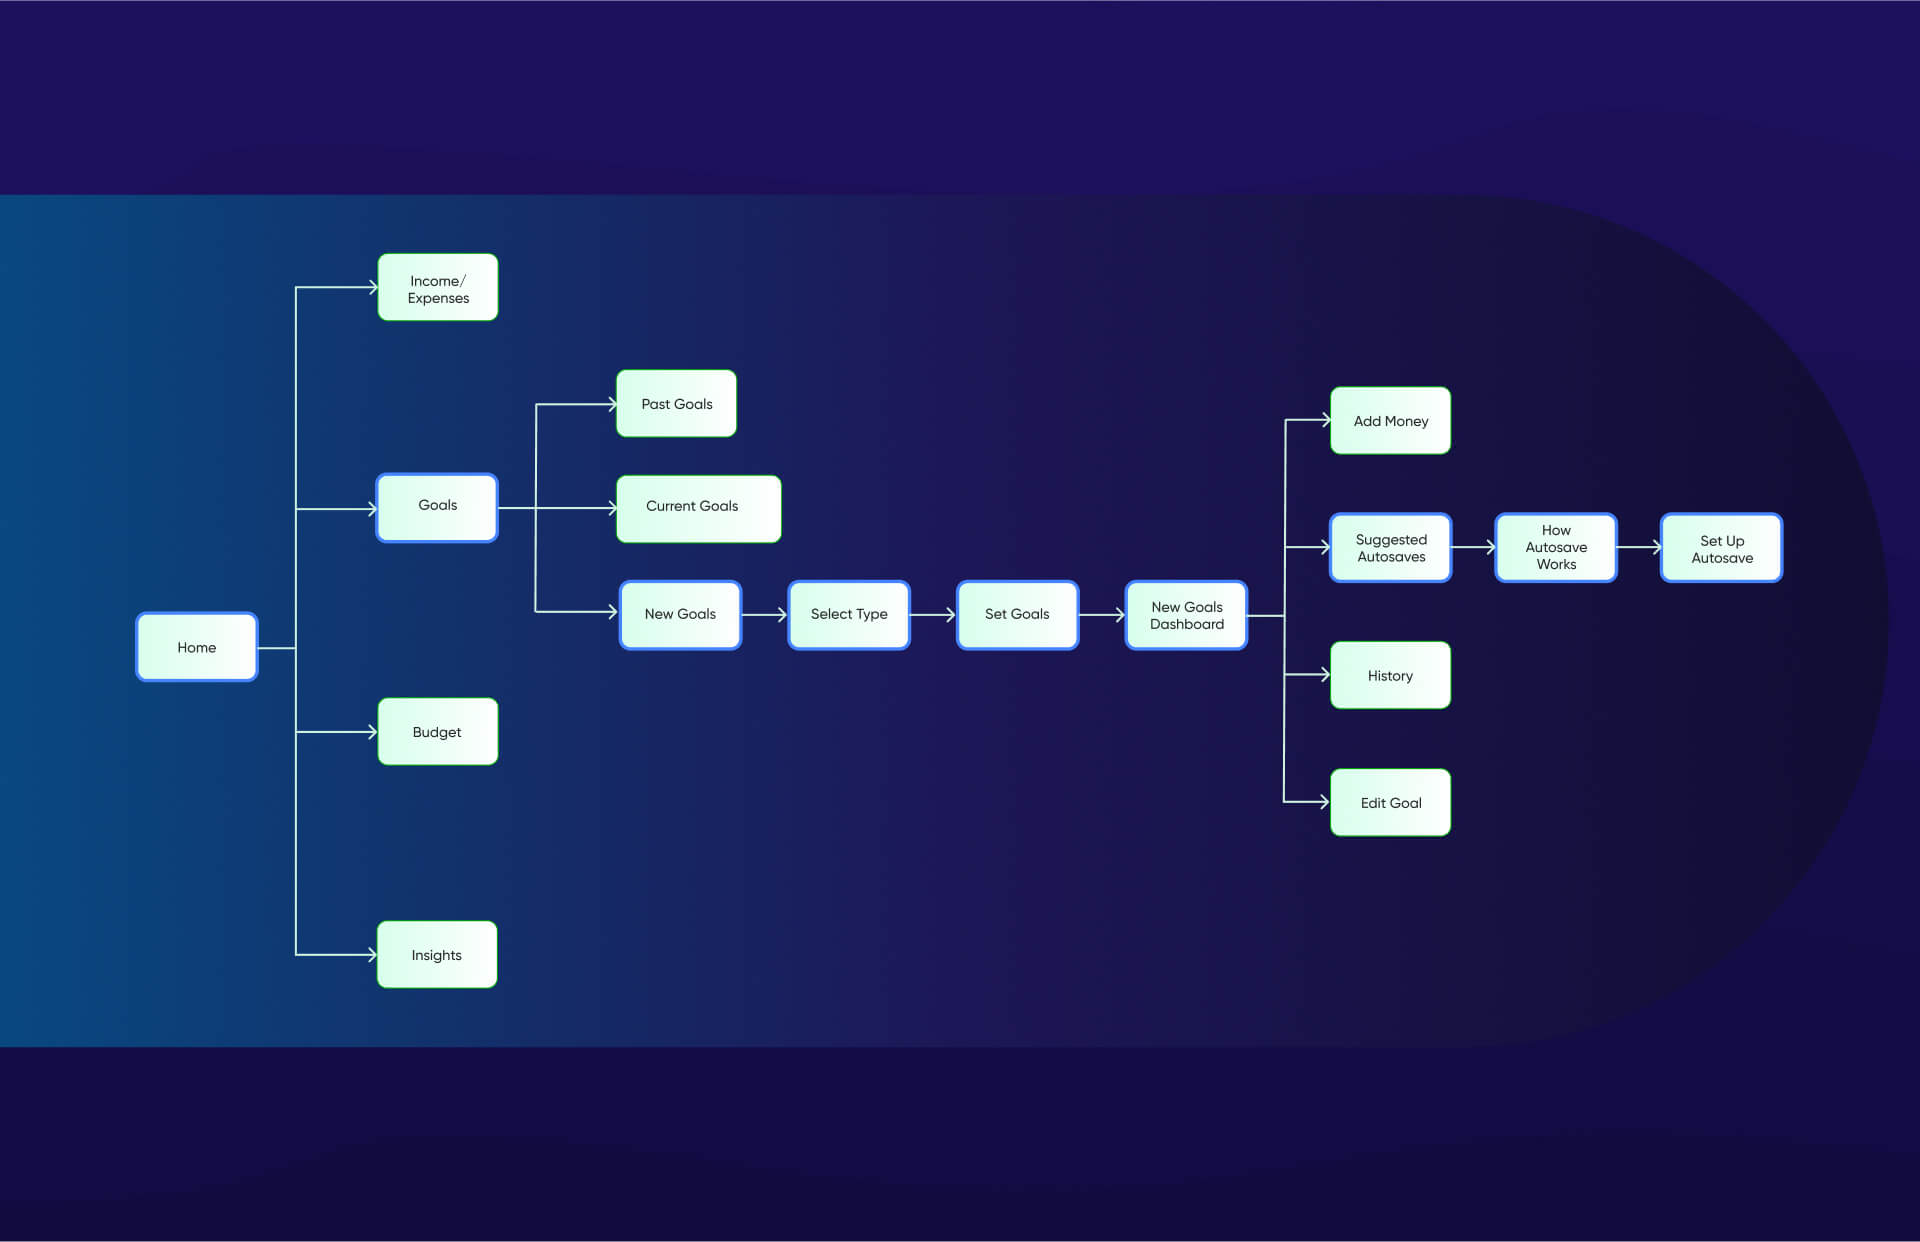 Income/
Expenses
Past Goals
Add Money
Goals
Current Goals
Suggested
Autosaves
How
Autosave
Works
Set Up
Autosave
Home
New Goals
Select Type
Set Goals
New Goals
Dashboard
History
Budget
Edit Goal
Insights